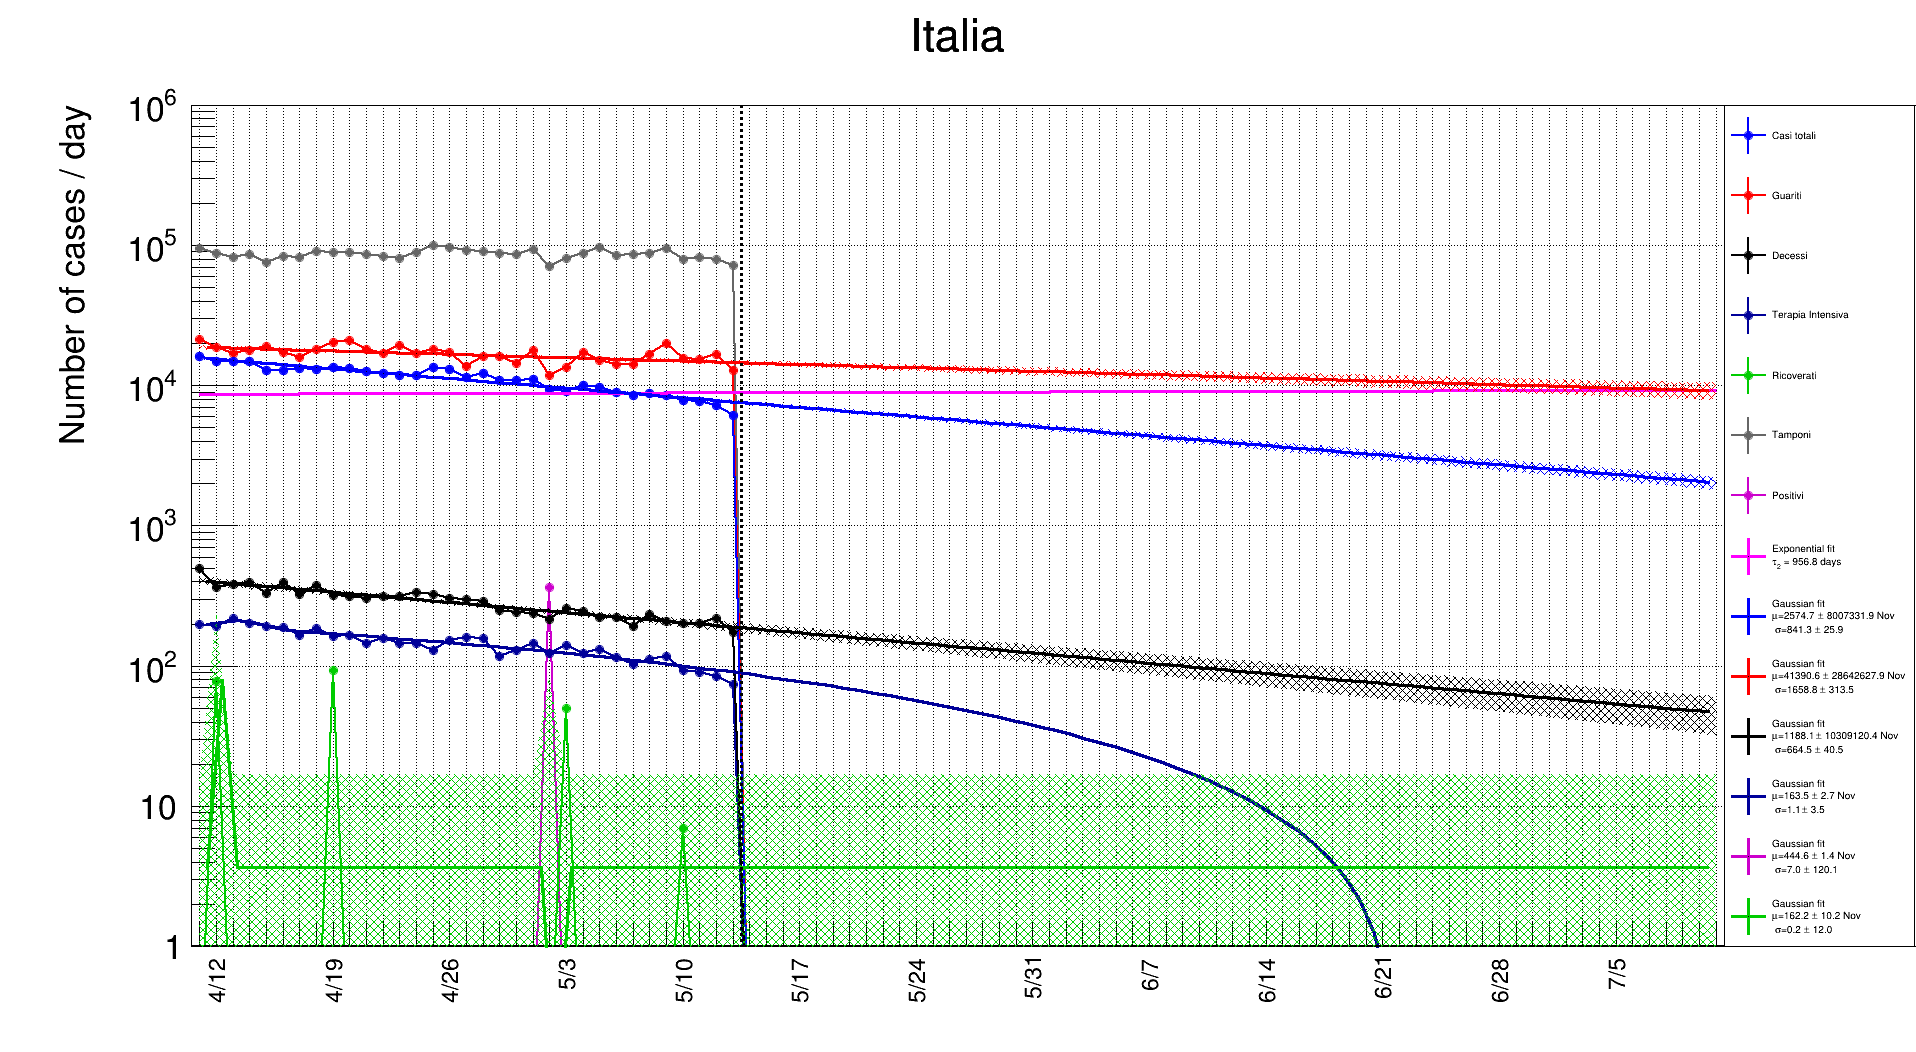 Italia
Number of cases / day
10^6
10^5
10^4
10^3
10^2
10
1
4/12
4/19
4/26
5/3
5/10
5/17
5/24
5/31
6/7
6/14
6/21
6/28
7/5
Casi totali
Guariti
Decessi
Terapia Intensiva
Ricoverati
Tamponi
Positivi
Exponential fit
τ₂ = 956.8 days
Gaussian fit
μ=2574.7 ± 8007331.9 Nov
σ=841.3 ± 25.9
Gaussian fit
μ=41390.6 ± 28642627.9 Nov
σ=1658.8 ± 313.5
Gaussian fit
μ=1188.1 ± 10309120.4 Nov
σ=664.5 ± 40.5
Gaussian fit
μ=163.5 ± 2.7 Nov
σ=1.1 ± 3.5
Gaussian fit
μ=444.6 ± 1.4 Nov
σ=7.0 ± 120.1
Gaussian fit
μ=162.2 ± 10.2 Nov
σ=0.2 ± 12.0